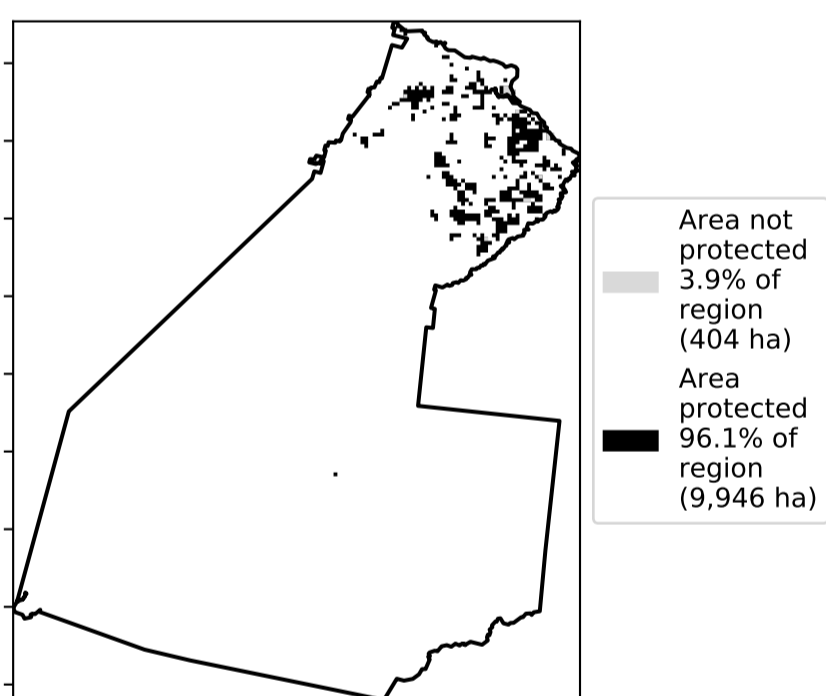 Area not
protected
3.9% of
region
(404 ha)
Area
protected
96.1% of
region
(9,946 ha)